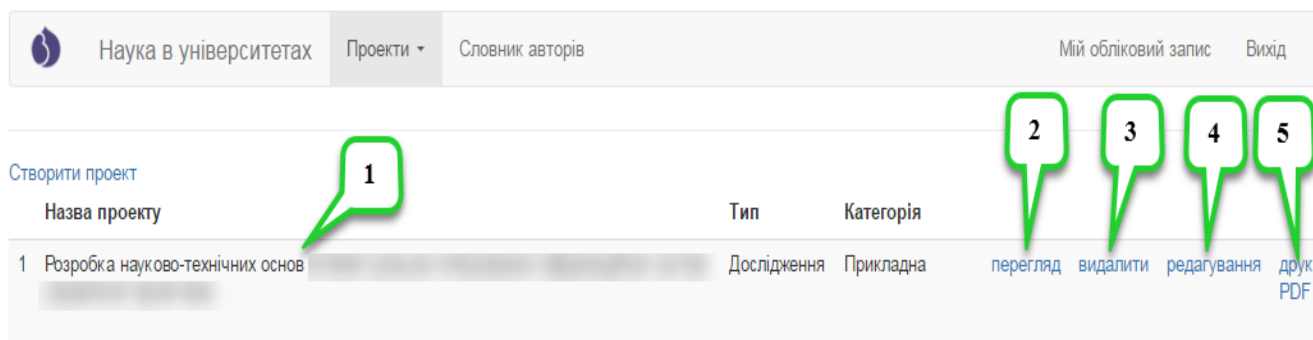 Наука в університетах Проекти Словник авторів Мій обліковий запис Вихід
2 3 4 5
Створити проект 1
Назва проекту Тип Категорія
1 Розробка науково-технічних основ Дослідження Прикладна перегляд видалити редагування друк
PDF